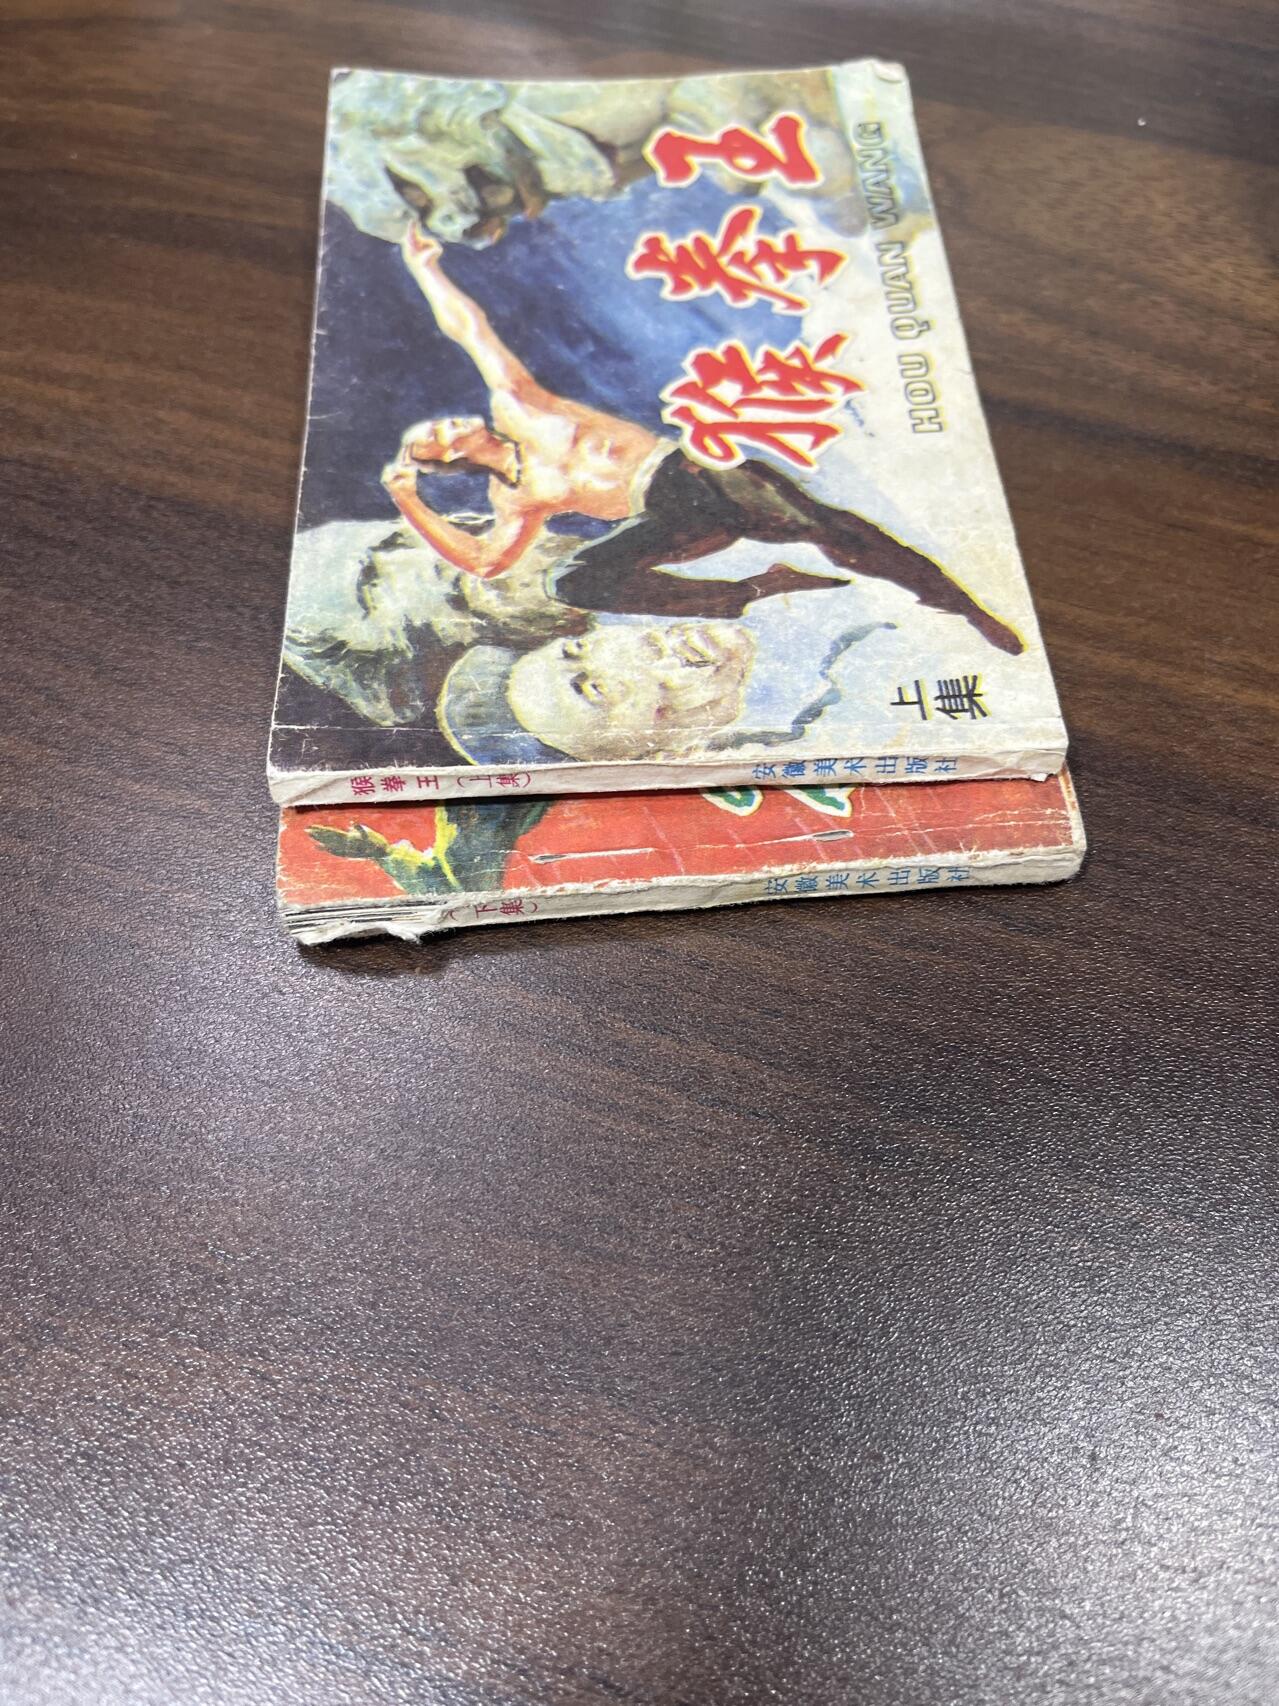 猴拳王
HOU QUAN WANG
上集
猴拳王(上集)
安徽美术出版社
下集)
安徽美术出版社